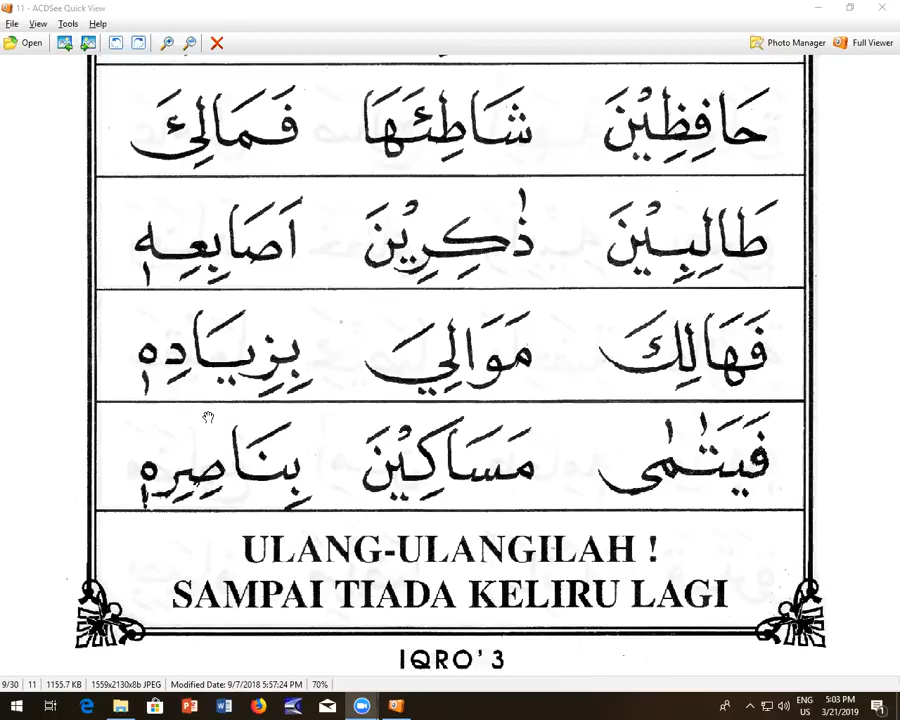 11 - ACDSee Quick View
File View Tools Help
Open Photo Manager Full Viewer
حَافِظِيْنَ شَاطِئَهَا فَمَالِئَ
طَالِبِيْنَ ذٰكِرِيْنَ اَصَابِعِهٖ
فَهَالِكَ مَوَالِيَ بِزِيَادِهٖ
فَيَتٰمٰى مَسَاكِيْنَ بِنَاصِرِهٖ
ULANG-ULANGILAH !
SAMPAI TIADA KELIRU LAGI
IQRO' 3
9/30 11 1155.7 KB 1559x2130x8b JPEG Modified Date: 9/7/2018 5:57:24 PM 70%
ENG 5:03 PM
US 3/21/2019